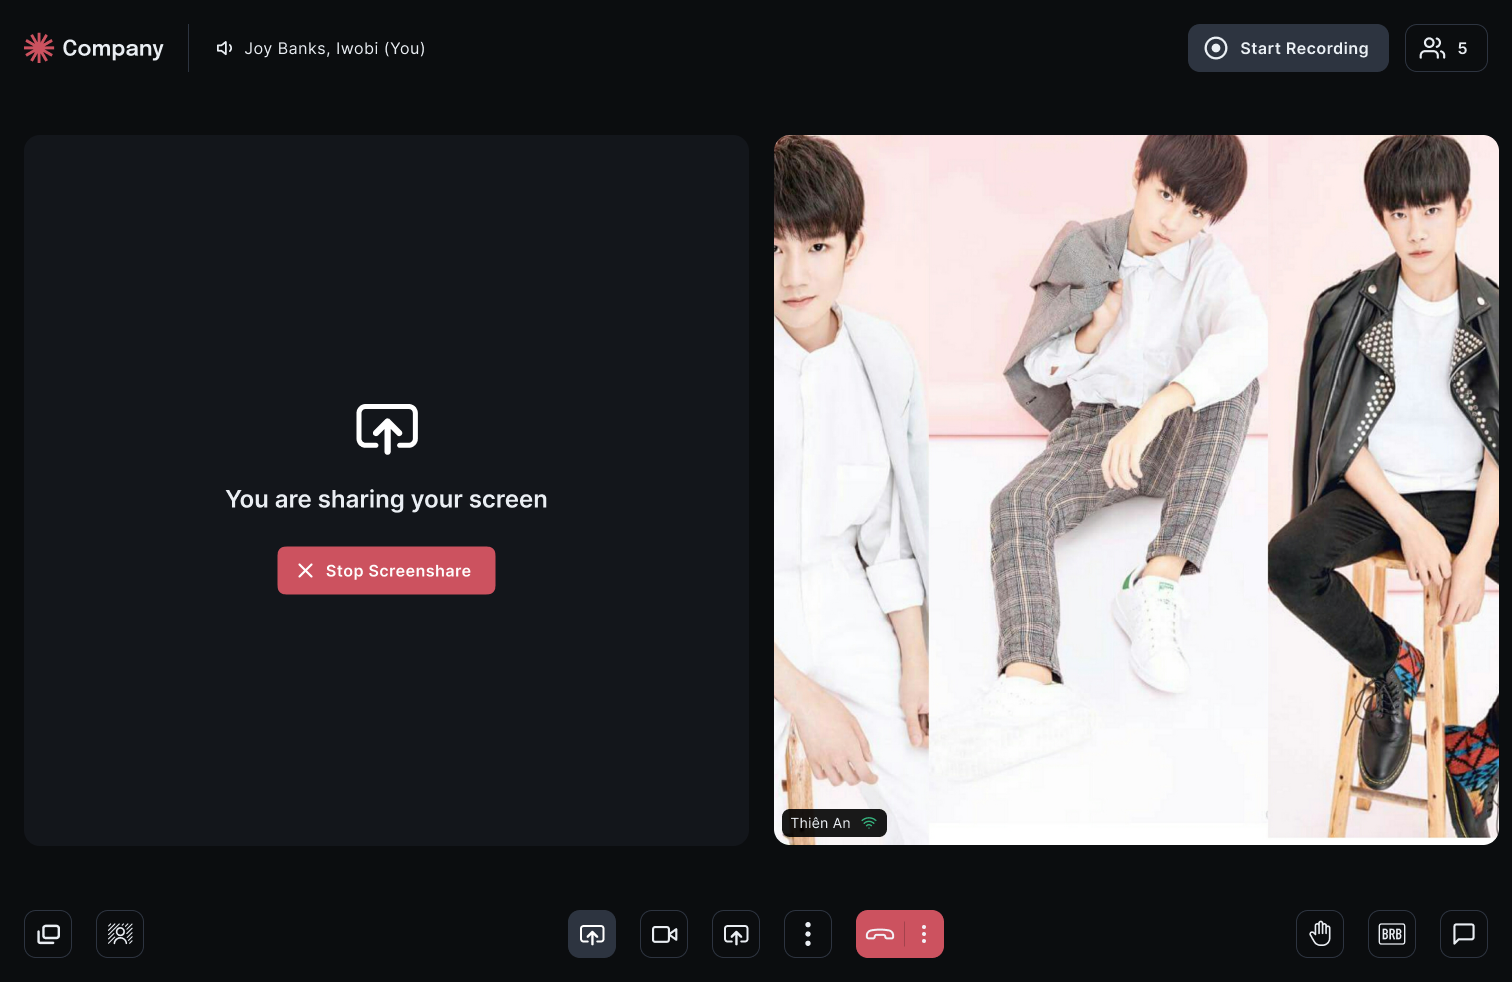 Company
Joy Banks, Iwobi (You)
Start Recording
5
You are sharing your screen
Stop Screenshare
Thiên An
BRB